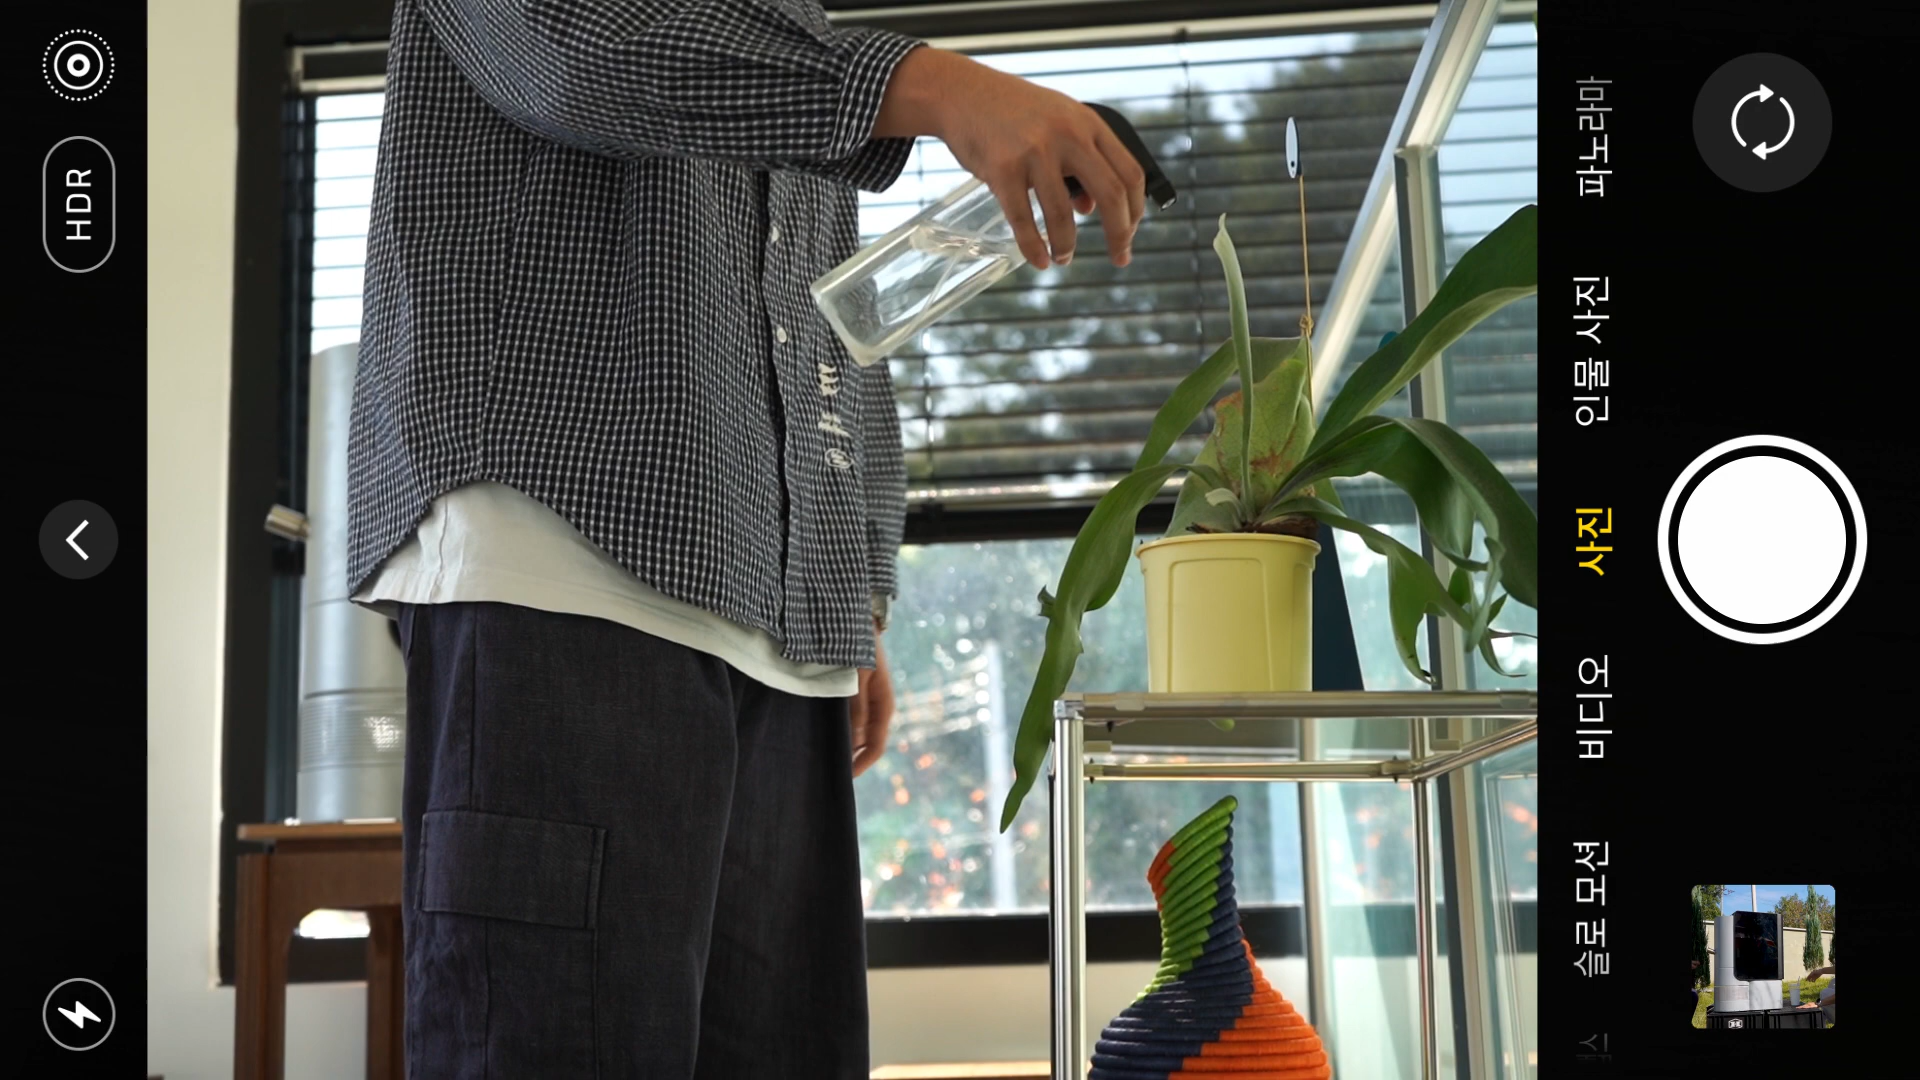 HDR
파노라마
인물 사진
사진
비디오
슬로 모션